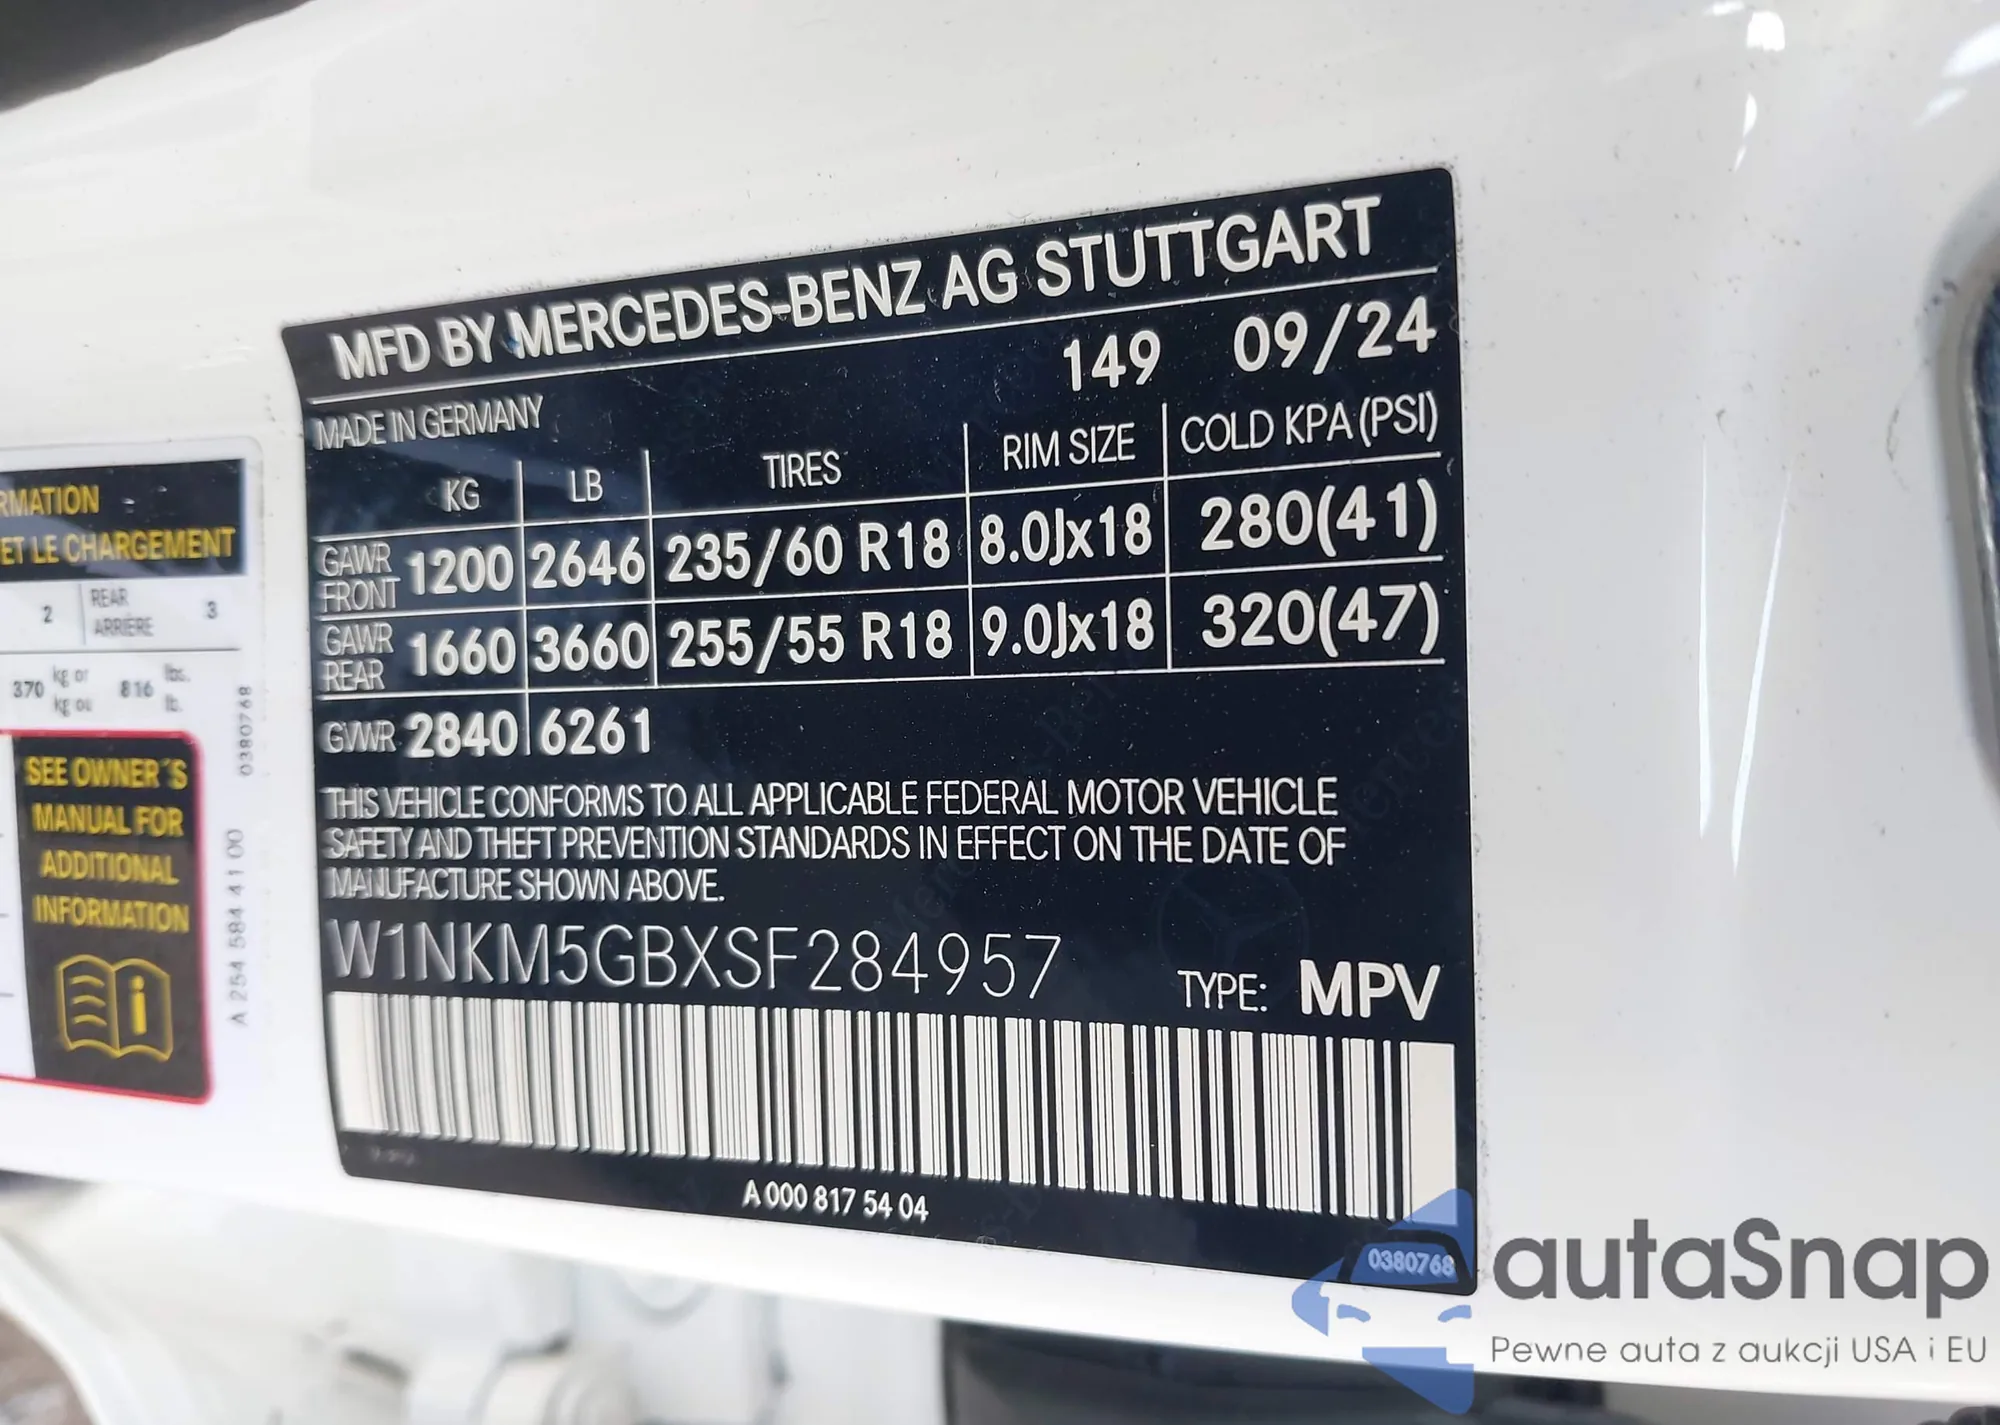 MFD BY MERCEDES-BENZ AG STUTTGART
149 09/24
MADE IN GERMANY
KG LB TIRES RIM SIZE COLD KPA (PSI)
GAWR FRONT 1200 2646 235/60 R18 8.0Jx18 280(41)
GAWR REAR 1660 3660 255/55 R18 9.0Jx18 320(47)
GVWR 2840 6261
THIS VEHICLE CONFORMS TO ALL APPLICABLE FEDERAL MOTOR VEHICLE
SAFETY AND THEFT PREVENTION STANDARDS IN EFFECT ON THE DATE OF
MANUFACTURE SHOWN ABOVE.
W1NKM5GBXSF284957 TYPE: MPV
A 000 817 54 04
0380768
RMATION
ET LE CHARGEMENT
2 REAR ARRIÈRE 3
370 kg or kg ou 816 lbs. lb.
SEE OWNER´S
MANUAL FOR
ADDITIONAL
INFORMATION
i
A 254 584 41 00 0380768
autaSnap
Pewne auta z aukcji USA i EU